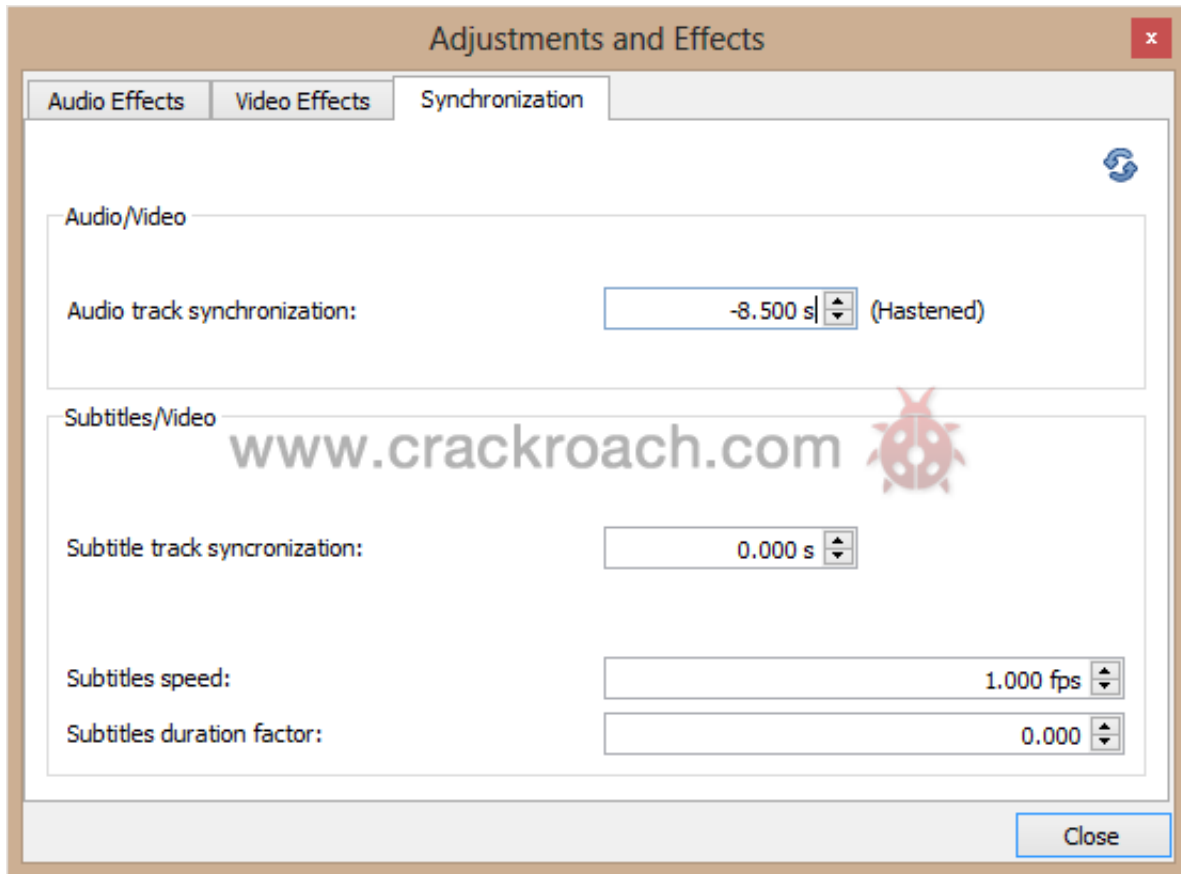 Adjustments and Effects
x
Audio Effects Video Effects Synchronization
Audio/Video
Audio track synchronization: -8.500 s (Hastened)
Subtitles/Video
www.crackroach.com
Subtitle track syncronization: 0.000 s
Subtitles speed: 1.000 fps
Subtitles duration factor: 0.000
Close